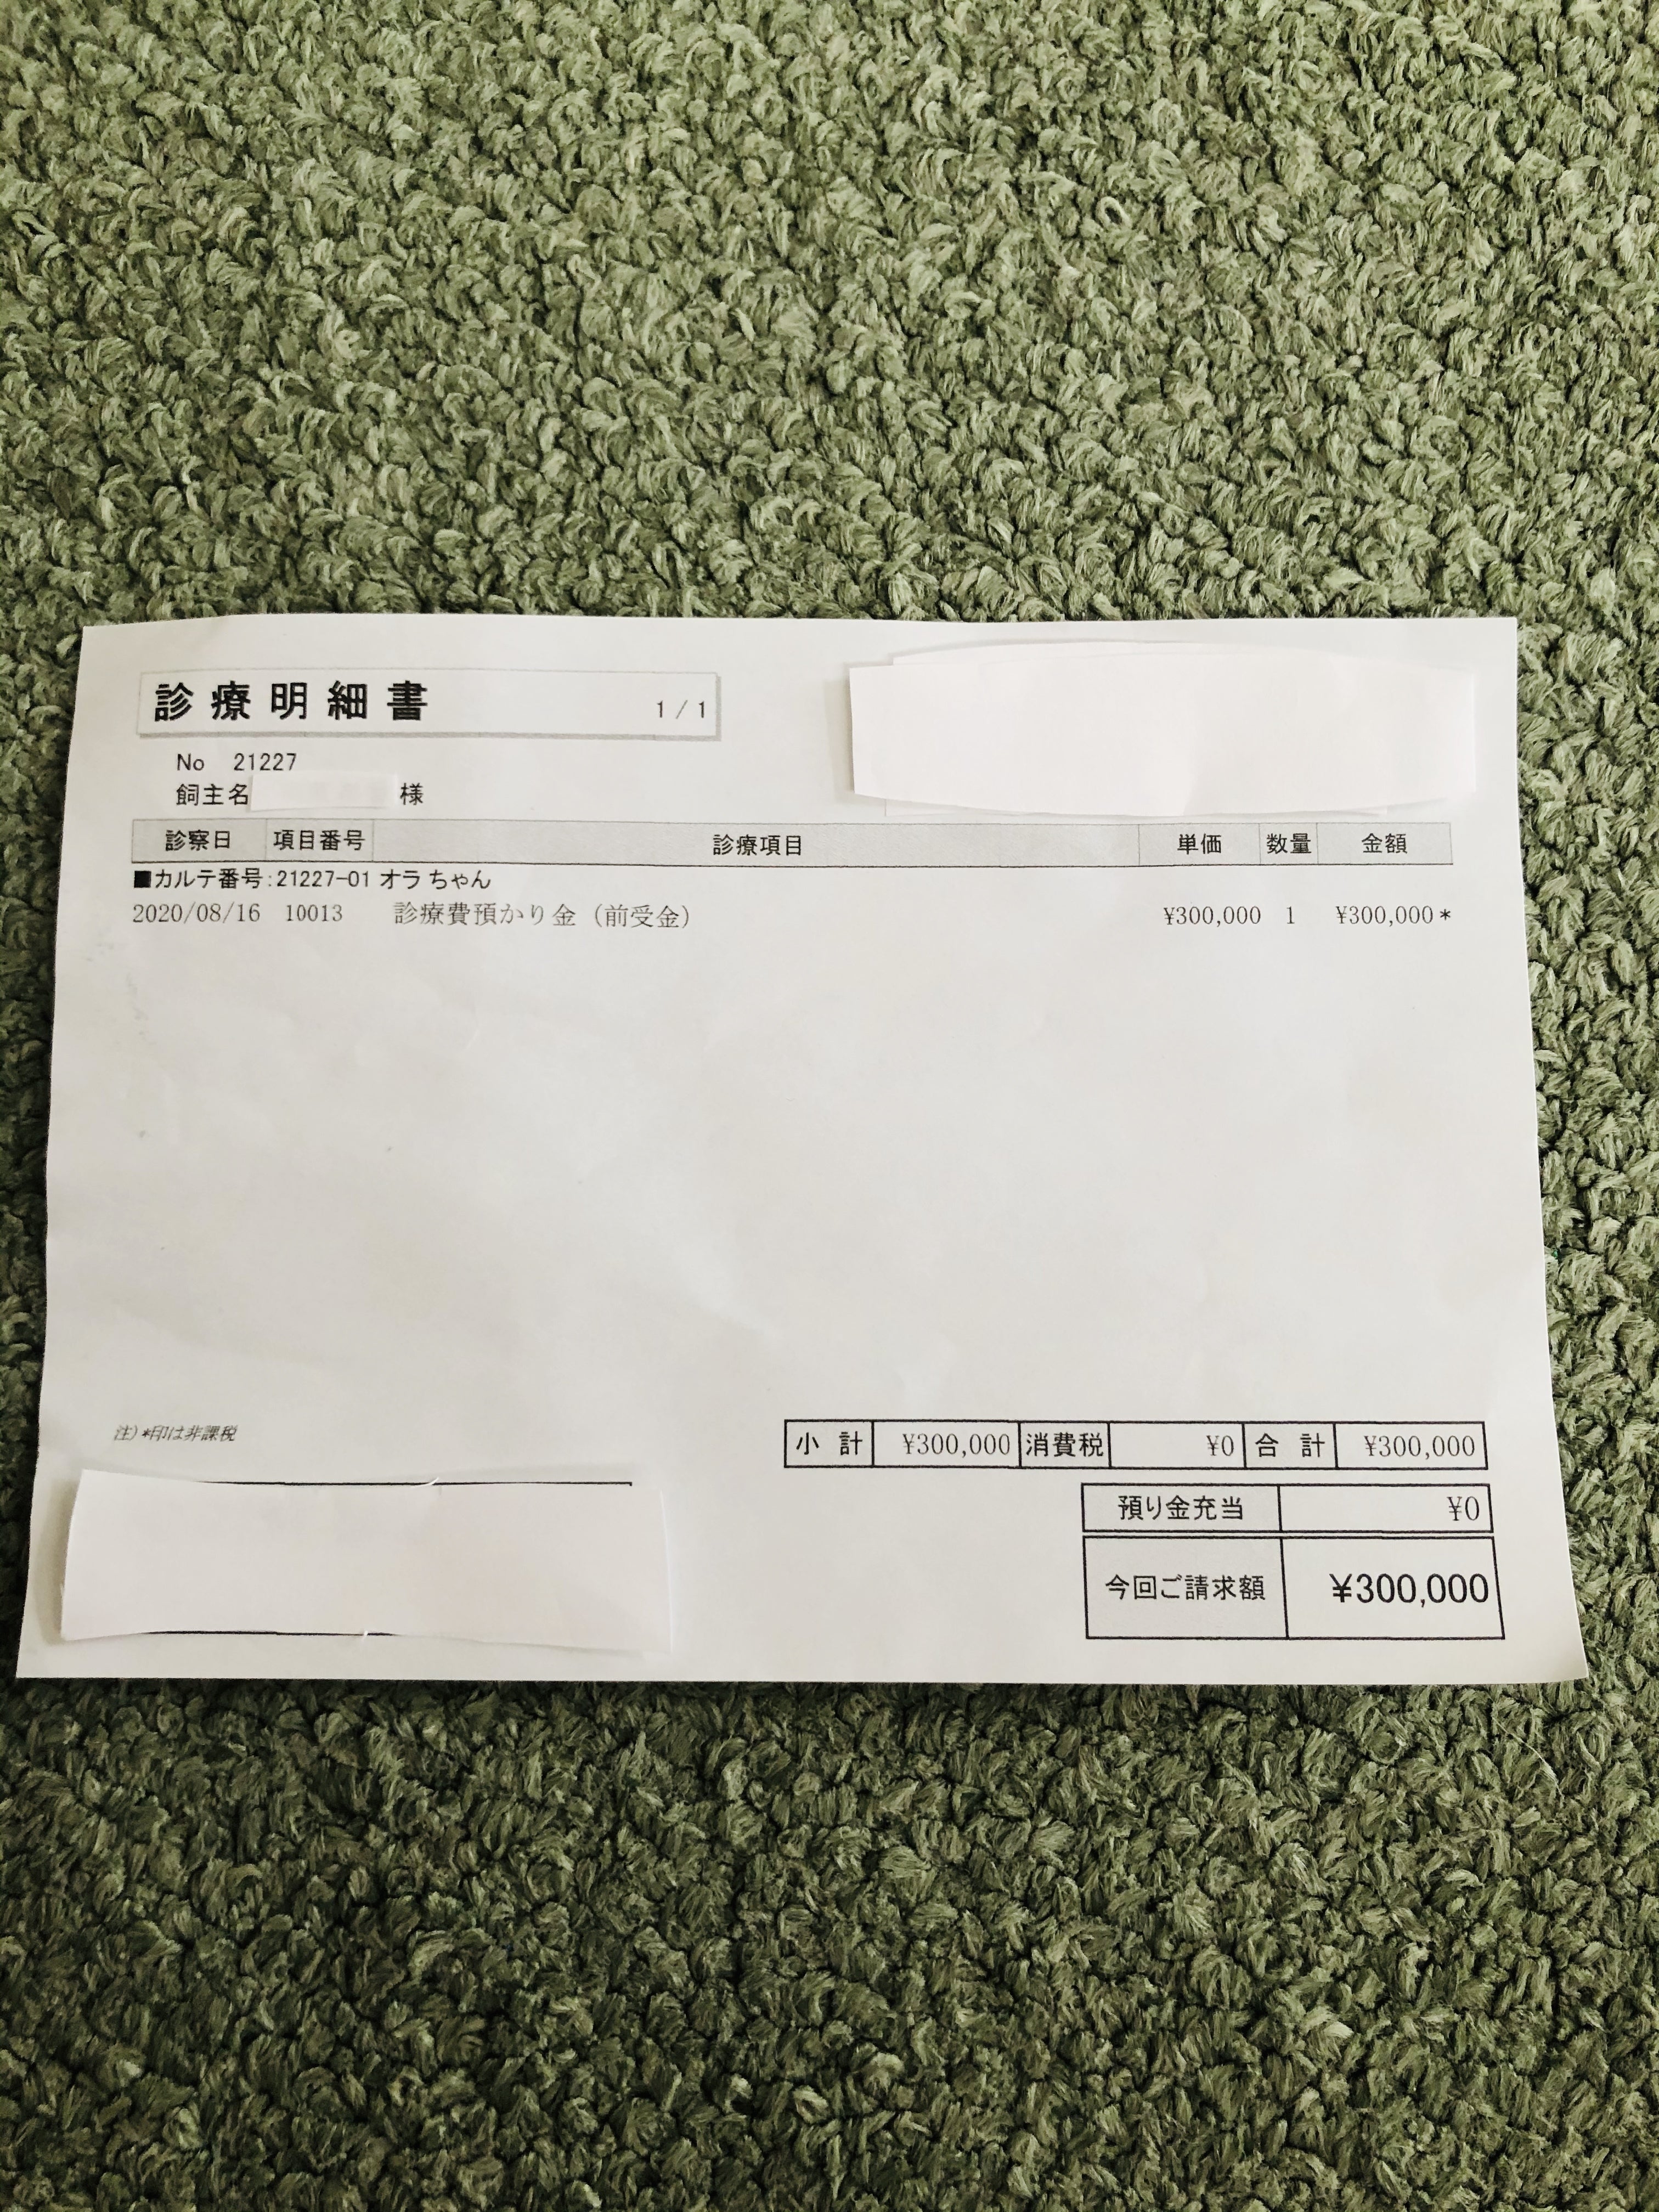 診療明細書 1/1
No 21227
飼主名 様
診察日 項目番号 診療項目 単価 数量 金額
■カルテ番号:21227-01 オラ ちゃん
2020/08/16 10013 診療費預かり金（前受金） ¥300,000 1 ¥300,000*
注)*印は非課税
小計 ¥300,000 消費税 ¥0 合計 ¥300,000
預り金充当 ¥0
今回ご請求額 ¥300,000